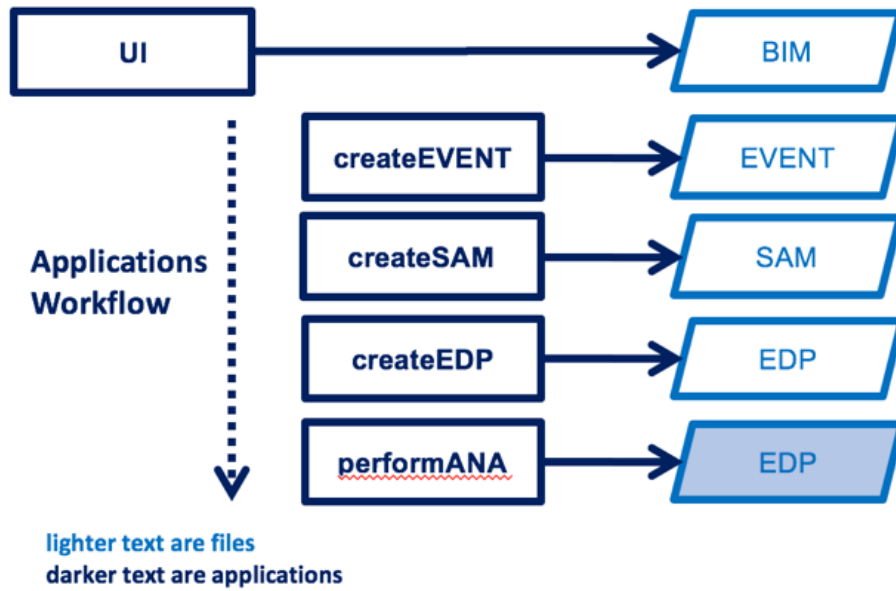 UI
BIM
createEVENT
EVENT
createSAM
SAM
Applications
Workflow
createEDP
EDP
performANA
EDP
lighter text are files
darker text are applications